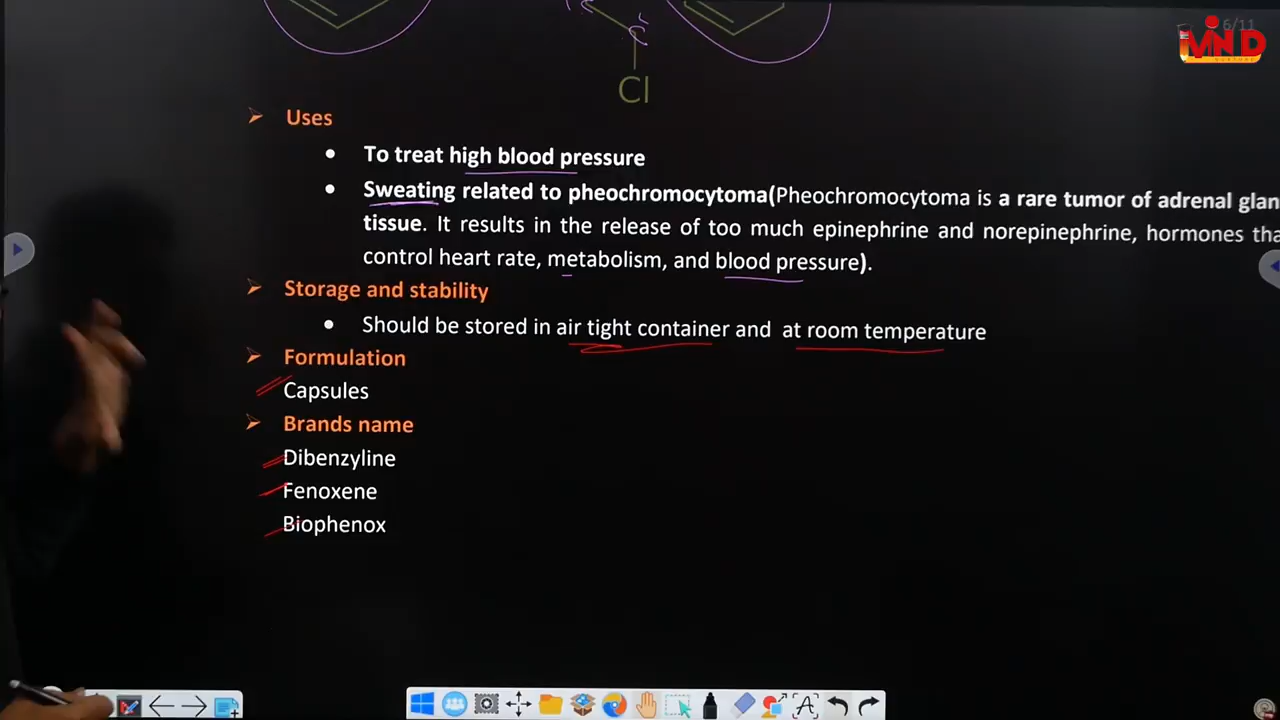 6/11
MIND
Cl
Uses
To treat high blood pressure
Sweating related to pheochromocytoma(Pheochromocytoma is a rare tumor of adrenal glan
tissue. It results in the release of too much epinephrine and norepinephrine, hormones tha
control heart rate, metabolism, and blood pressure).
Storage and stability
Should be stored in air tight container and at room temperature
Formulation
Capsules
Brands name
Dibenzyline
Fenoxene
Biophenox